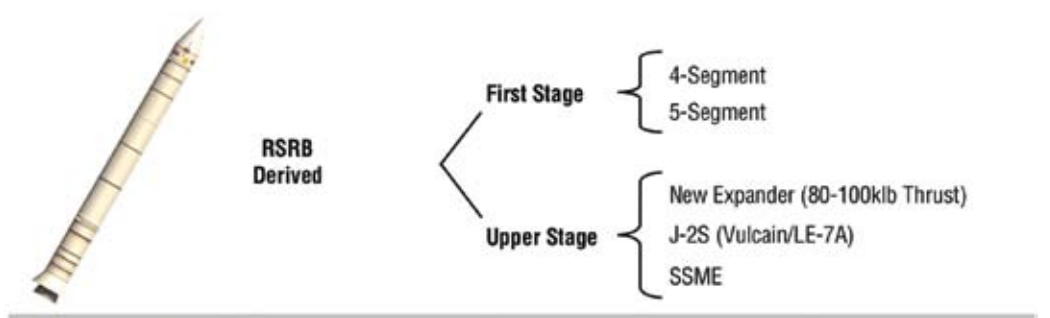 RSRB
Derived
First Stage
4-Segment
5-Segment
Upper Stage
New Expander (80-100klb Thrust)
J-2S (Vulcain/LE-7A)
SSME